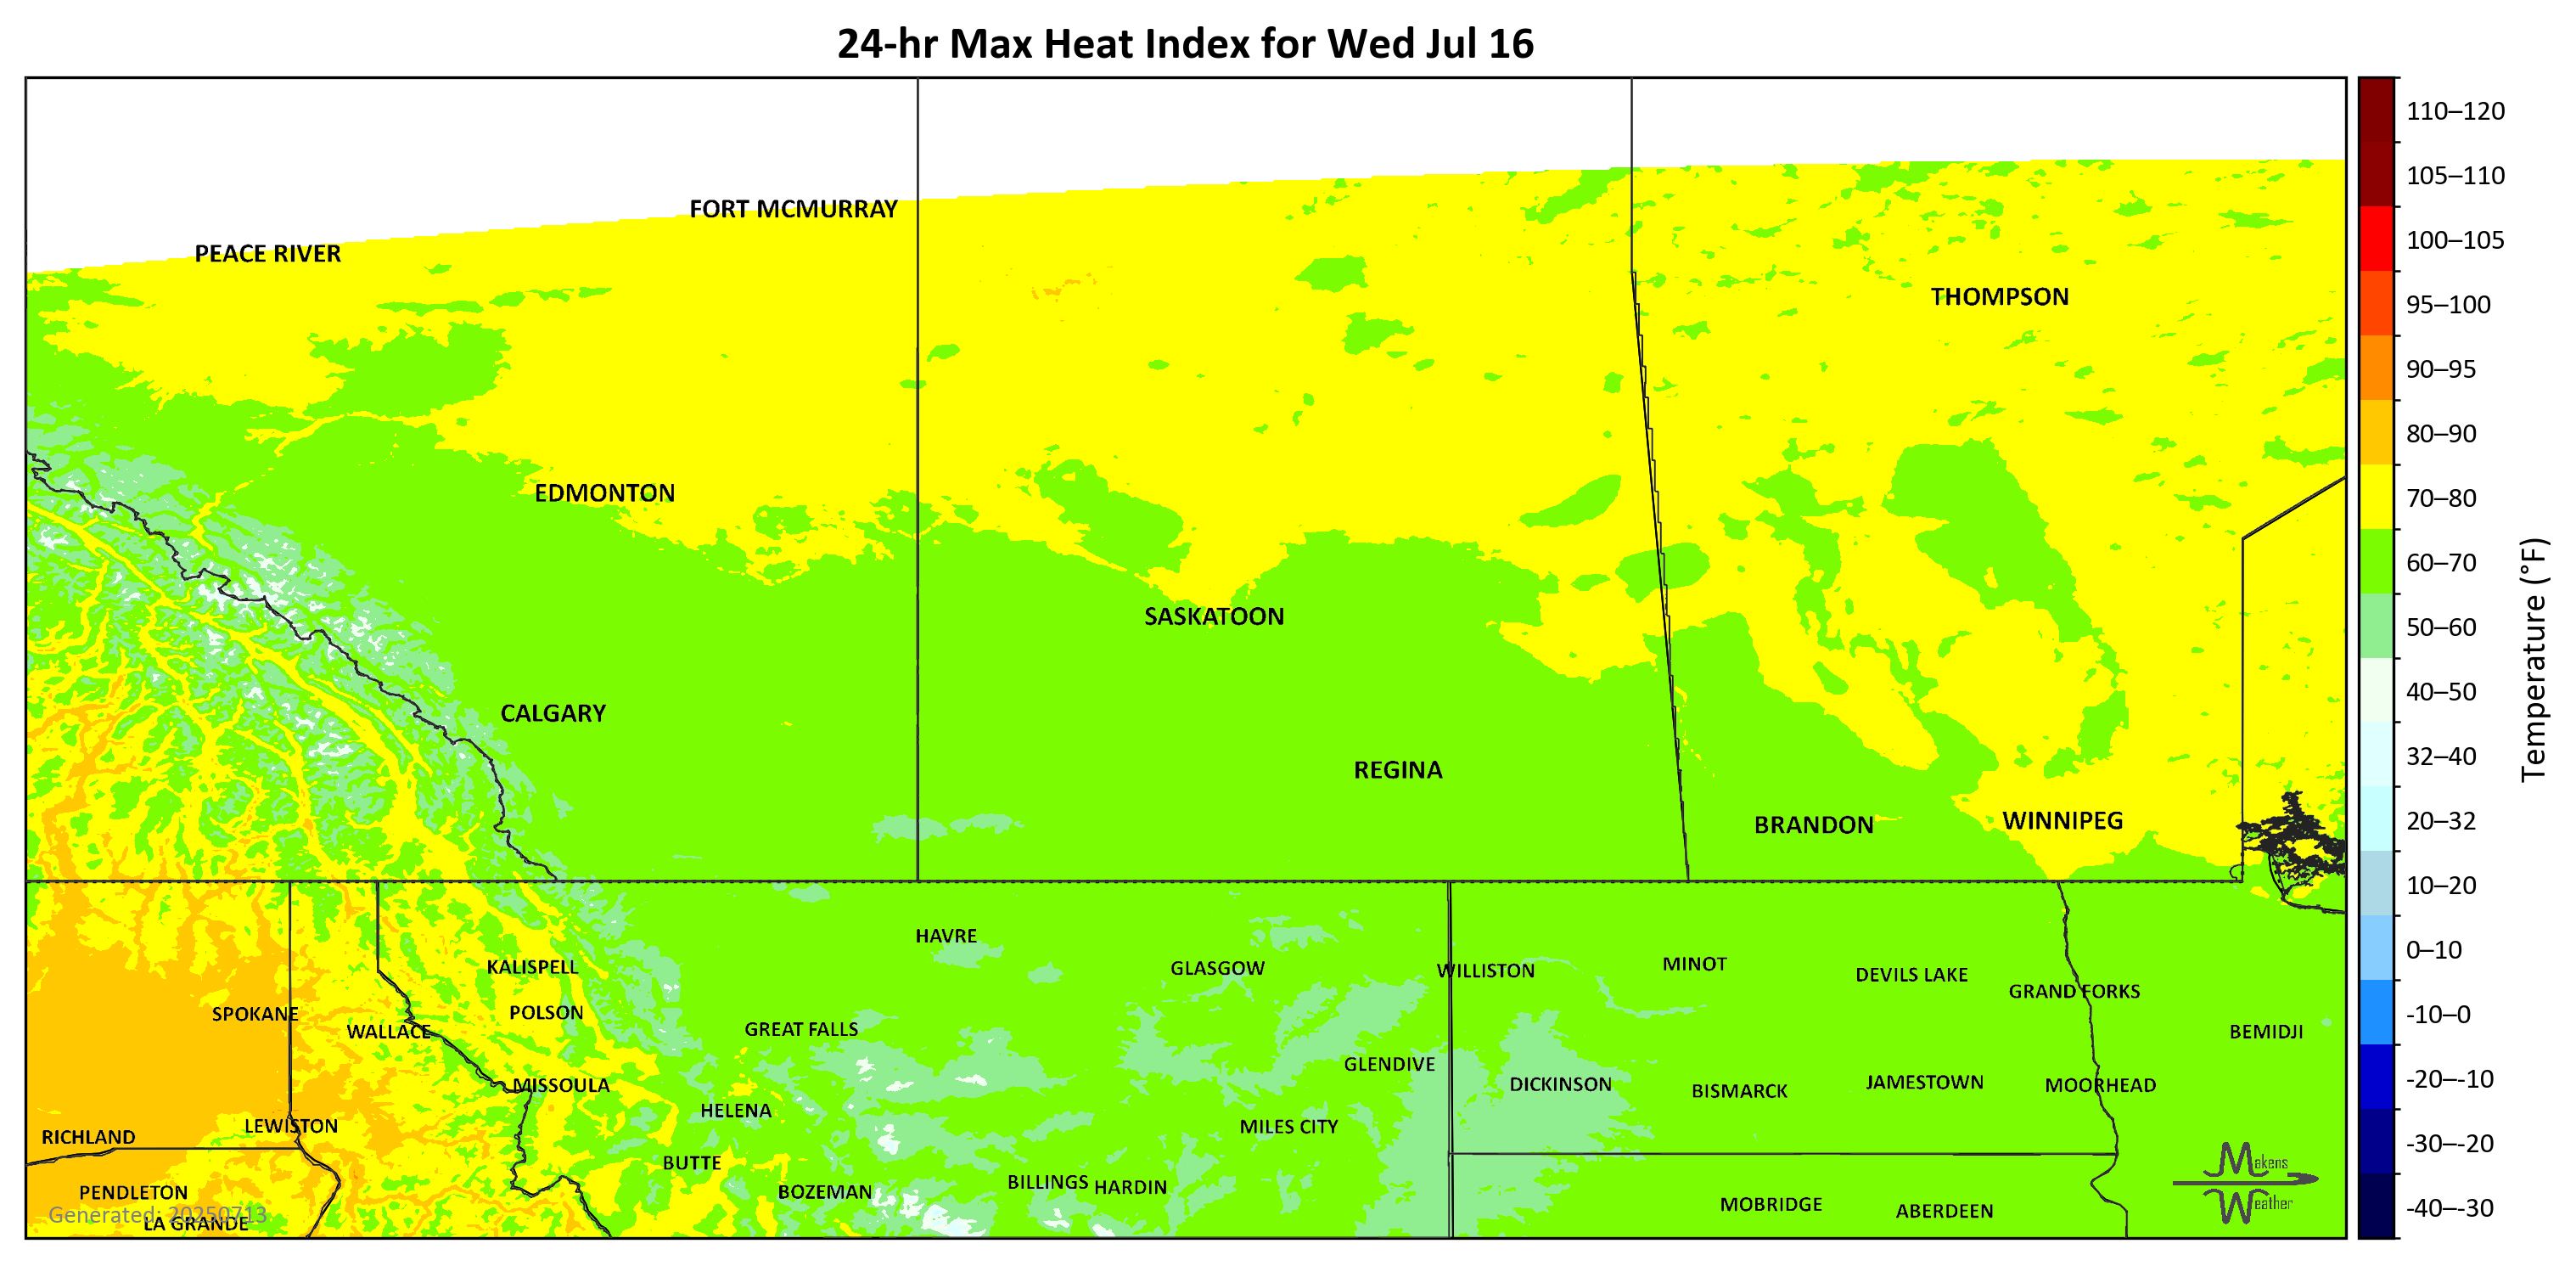 24-hr Max Heat Index for Wed Jul 16
110–120
105–110
FORT MCMURRAY
100–105
PEACE RIVER
THOMPSON
95–100
90–95
80–90
EDMONTON
70–80
60–70
SASKATOON
50–60
Temperature (°F)
40–50
CALGARY
32–40
REGINA
BRANDON
WINNIPEG
20–32
10–20
HAVRE
0–10
KALISPELL
GLASGOW
WILLISTON
MINOT
DEVILS LAKE
GRAND FORKS
SPOKANE
POLSON
-10–0
WALLACE
GREAT FALLS
BEMIDJI
GLENDIVE
MISSOULA
DICKINSON
BISMARCK
JAMESTOWN
MOORHEAD
-20–-10
HELENA
LEWISTON
MILES CITY
RICHLAND
-30–-20
BUTTE
Makens
Weather
PENDLETON
BOZEMAN
BILLINGS
HARDIN
MOBRIDGE
ABERDEEN
-40–-30
Generated: 20250713
LA GRANDE